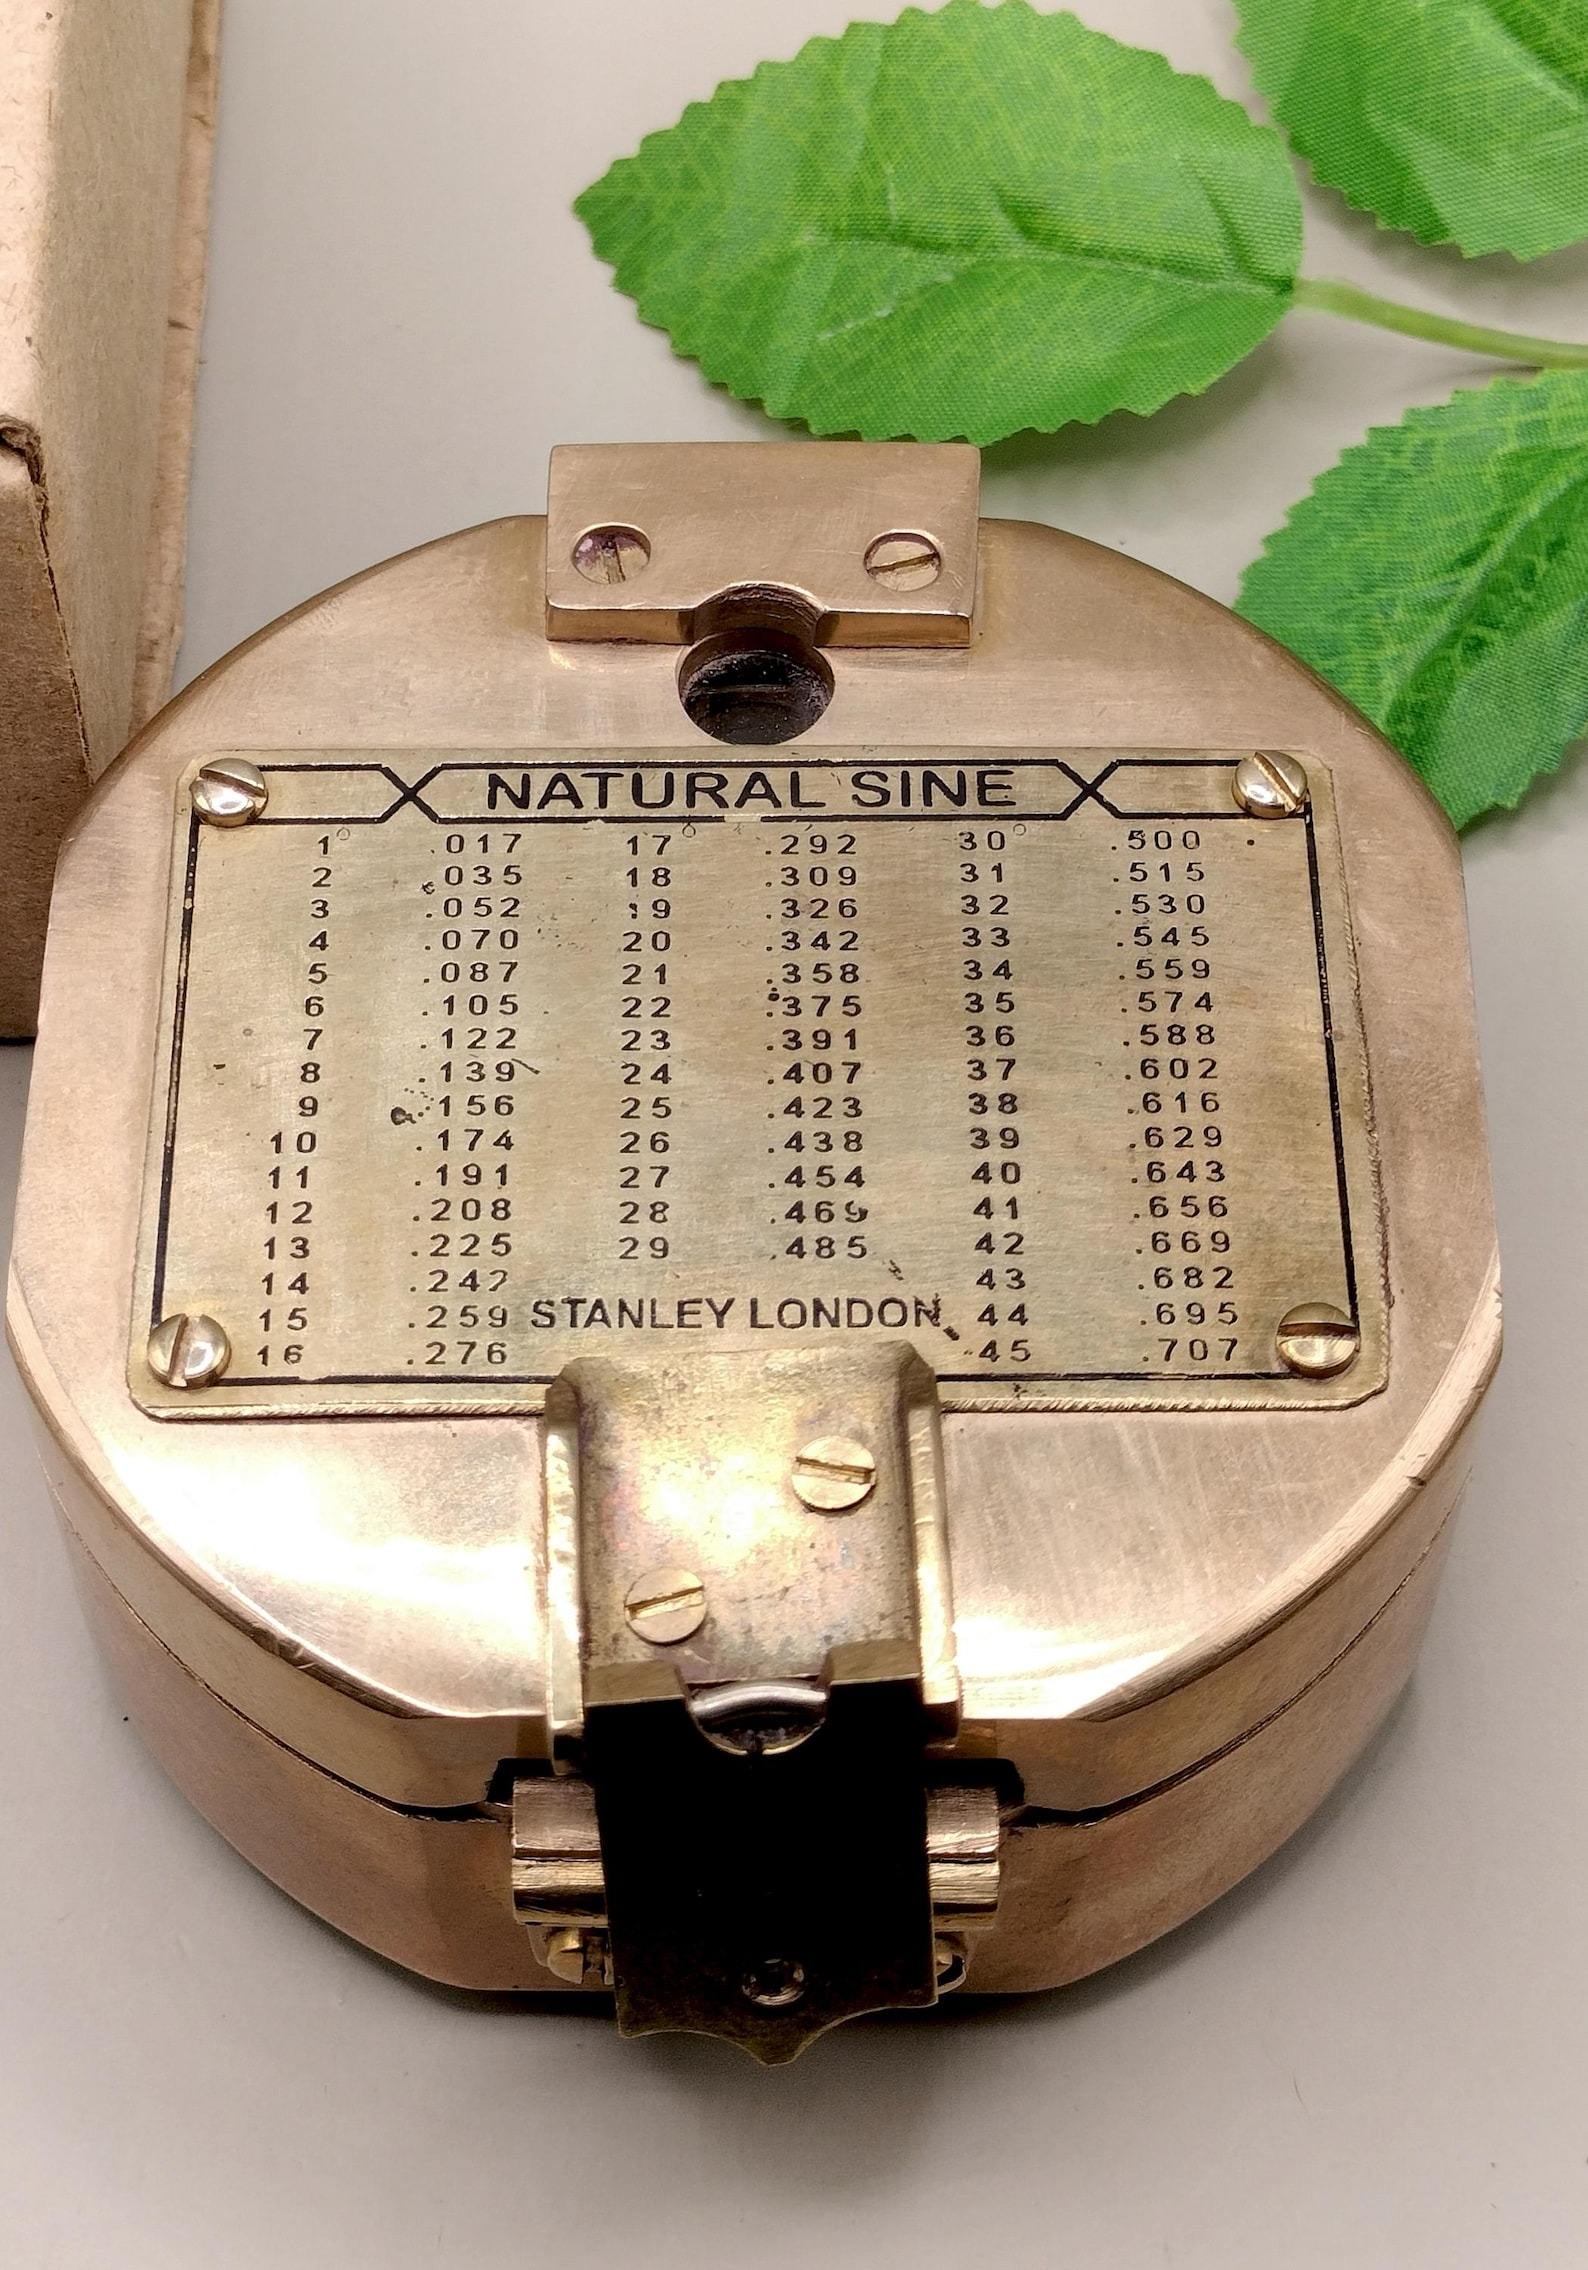 NATURAL SINE
1° .017 17° .292 30° .500
2 .035 18 .309 31 .515
3 .052 19 .326 32 .530
4 .070 20 .342 33 .545
5 .087 21 .358 34 .559
6 .105 22 .375 35 .574
7 .122 23 .391 36 .588
8 .139 24 .407 37 .602
9 .156 25 .423 38 .616
10 .174 26 .438 39 .629
11 .191 27 .454 40 .643
12 .208 28 .469 41 .656
13 .225 29 .485 42 .669
14 .242 43 .682
15 .259 STANLEY LONDON 44 .695
16 .276 45 .707